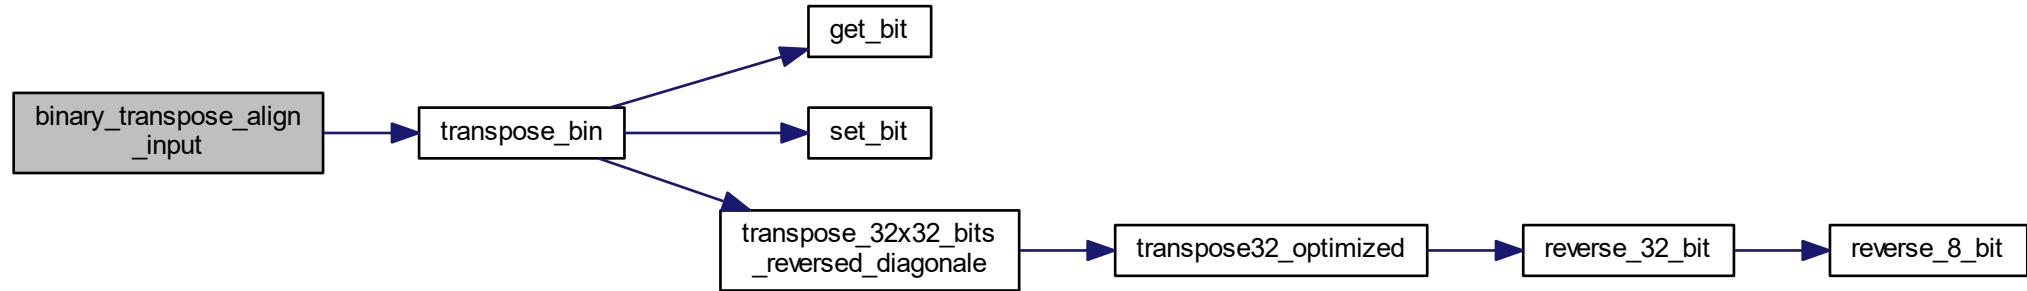 get_bit
binary_transpose_align
_input
transpose_bin
set_bit
transpose_32x32_bits
_reversed_diagonale
transpose32_optimized
reverse_32_bit
reverse_8_bit